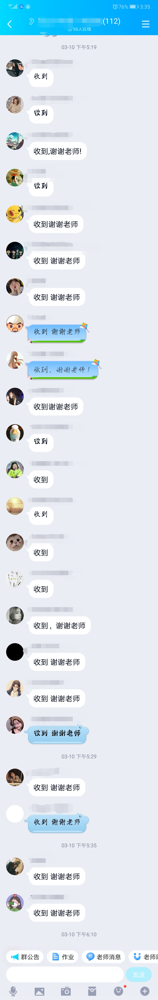 4G 76% 3:35
(112)
95人在线
03-10 下午5:19
收到
收到
收到,谢谢老师!
收到
收到谢谢老师
收到 谢谢老师
收到 谢谢老师
收到 谢谢老师
收到，谢谢老师！
收到谢谢老师
收到
收到
收到
收到
收到
收到，谢谢老师
收到 谢谢老师
收到 谢谢老师
收到 谢谢老师
03-10 下午5:29
收到 谢谢老师
收到 谢谢老师
03-10 下午5:35
收到 谢谢老师
收到 谢谢老师
03-10 下午6:10
群公告 作业 师 老师消息 老师
发送